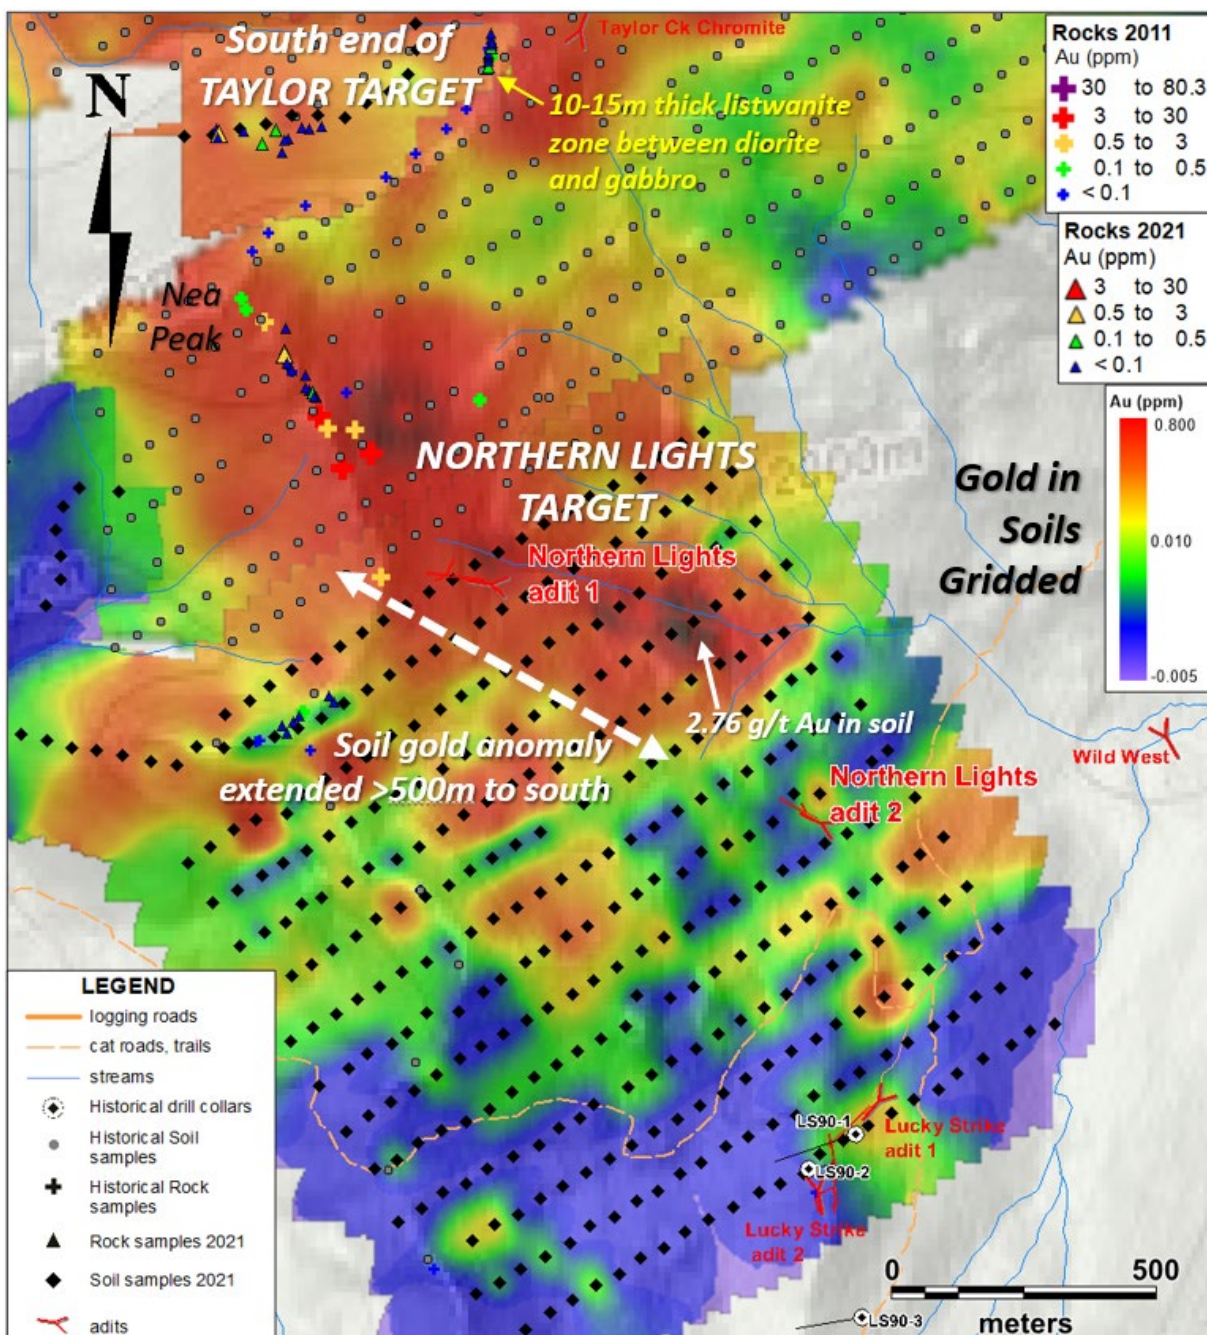 South end of
TAYLOR TARGET
Taylor Ck Chromite
N
10-15m thick listwanite
zone between diorite
and gabbro
Rocks 2011
Au (ppm)
30 to 80.3
3 to 30
0.5 to 3
0.1 to 0.5
< 0.1
Rocks 2021
Au (ppm)
3 to 30
0.5 to 3
0.1 to 0.5
< 0.1
Au (ppm)
0.800
0.010
-0.005
Nea
Peak
NORTHERN LIGHTS
TARGET
Gold in
Soils
Gridded
Northern Lights
adit 1
2.76 g/t Au in soil
Soil gold anomaly
extended >500m to south
Wild West
Northern Lights
adit 2
LEGEND
logging roads
cat roads, trails
streams
Historical drill collars
Historical Soil
samples
Historical Rock
samples
Rock samples 2021
Soil samples 2021
adits
LS90-1
Lucky Strike
adit 1
LS90-2
Lucky Strike
adit 2
0 500
meters
LS90-3